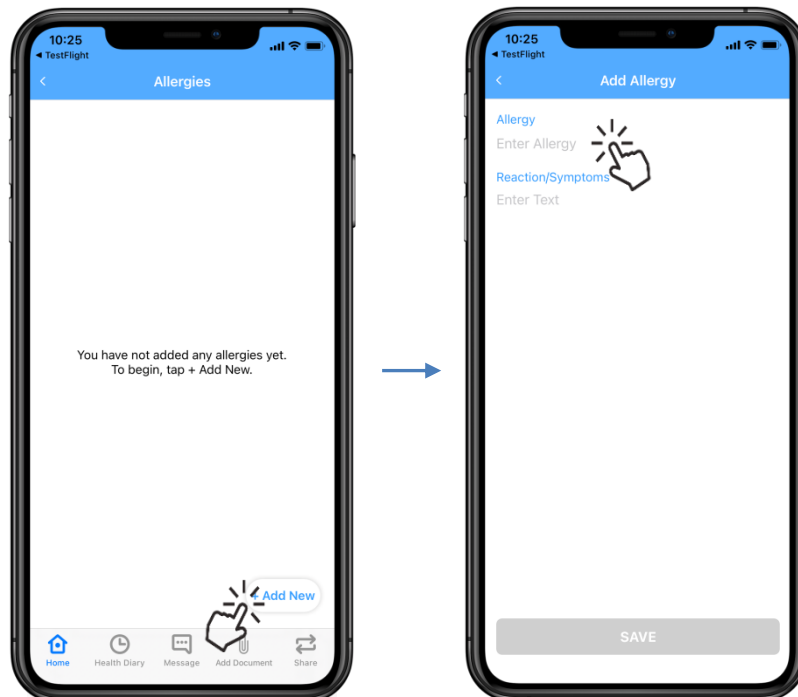 10:25
◀ TestFlight
Allergies
You have not added any allergies yet.
To begin, tap + Add New.
+ Add New
Home
Health Diary
Message
Add Document
Share
10:25
◀ TestFlight
Add Allergy
Allergy
Enter Allergy
Reaction/Symptoms
Enter Text
SAVE